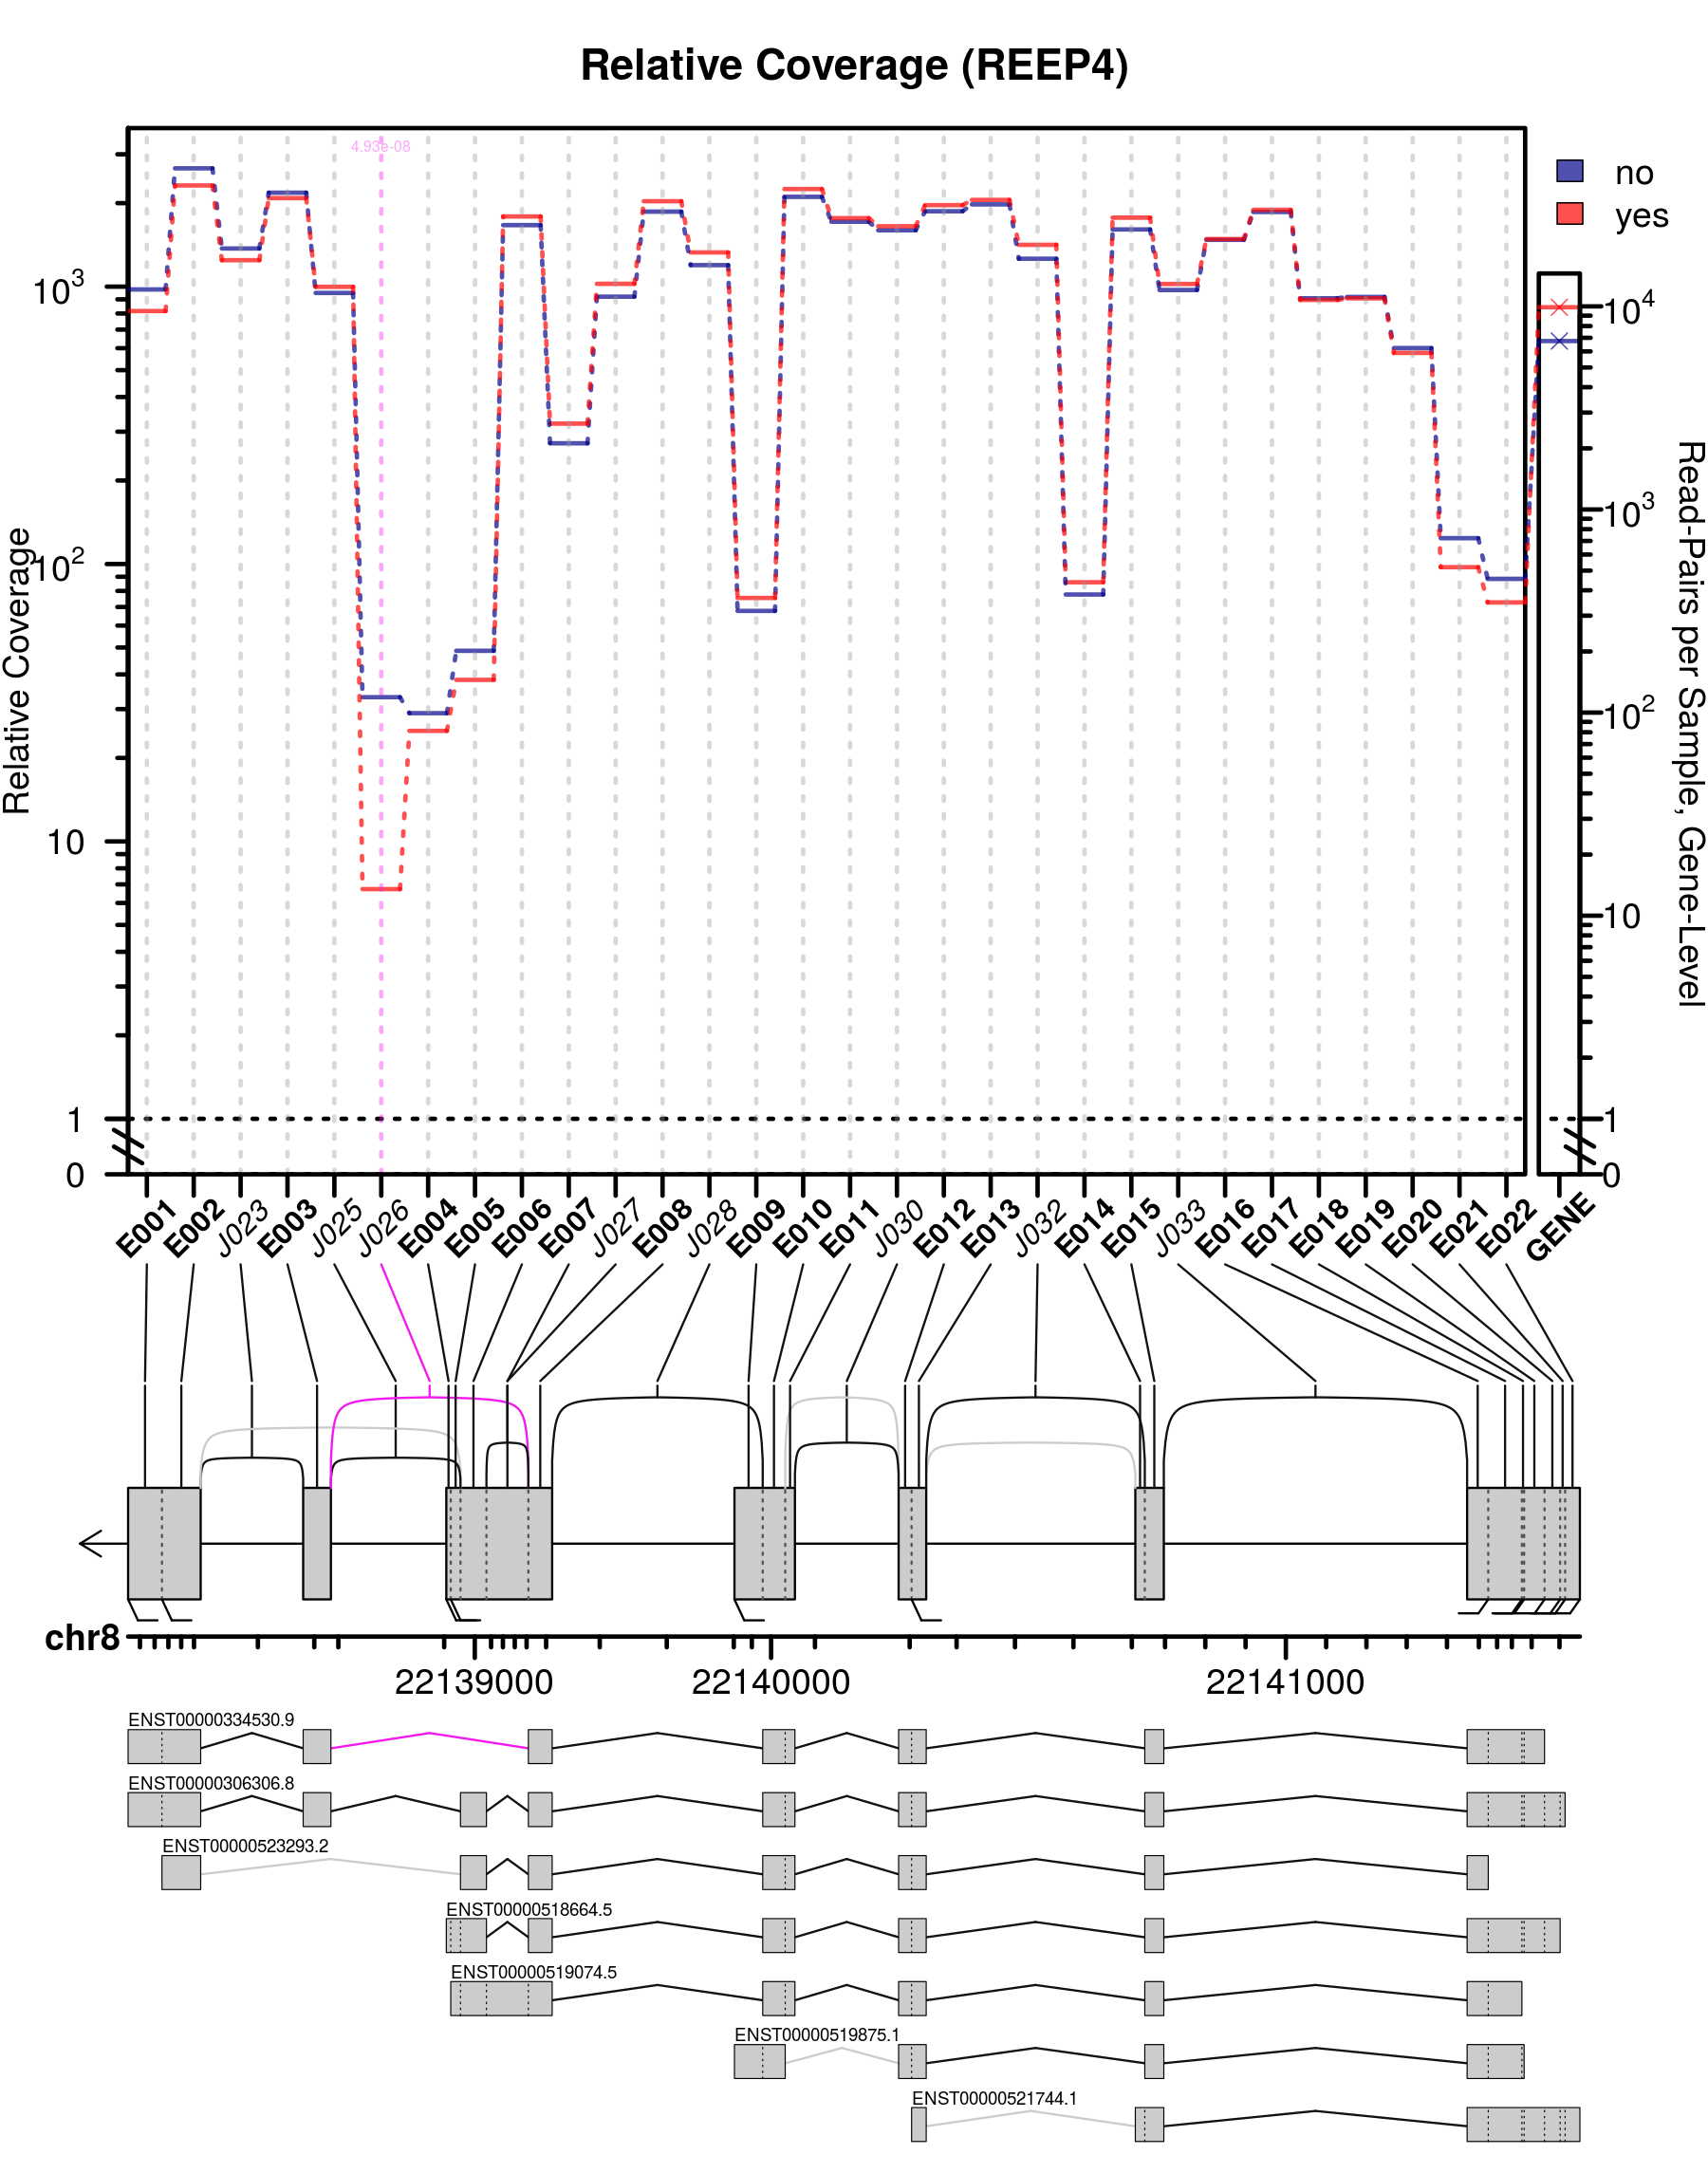 Relative Coverage (REEP4)
4.93e-08
no
yes
10^3
10^2
10
1
0
Relative Coverage
10^4
10^3
10^2
10
1
0
Read-Pairs per Sample, Gene-Level
E001 E002 J023 E003 J025 J026 E004 E005 E006 E007 J027 E008 J028 E009 E010 E011 J030 E012 E013 J032 E014 E015 J033 E016 E017 E018 E019 E020 E021 E022 GENE
chr8
22139000 22140000 22141000
ENST00000334530.9
ENST00000306306.8
ENST00000523293.2
ENST00000518664.5
ENST00000519074.5
ENST00000519875.1
ENST00000521744.1